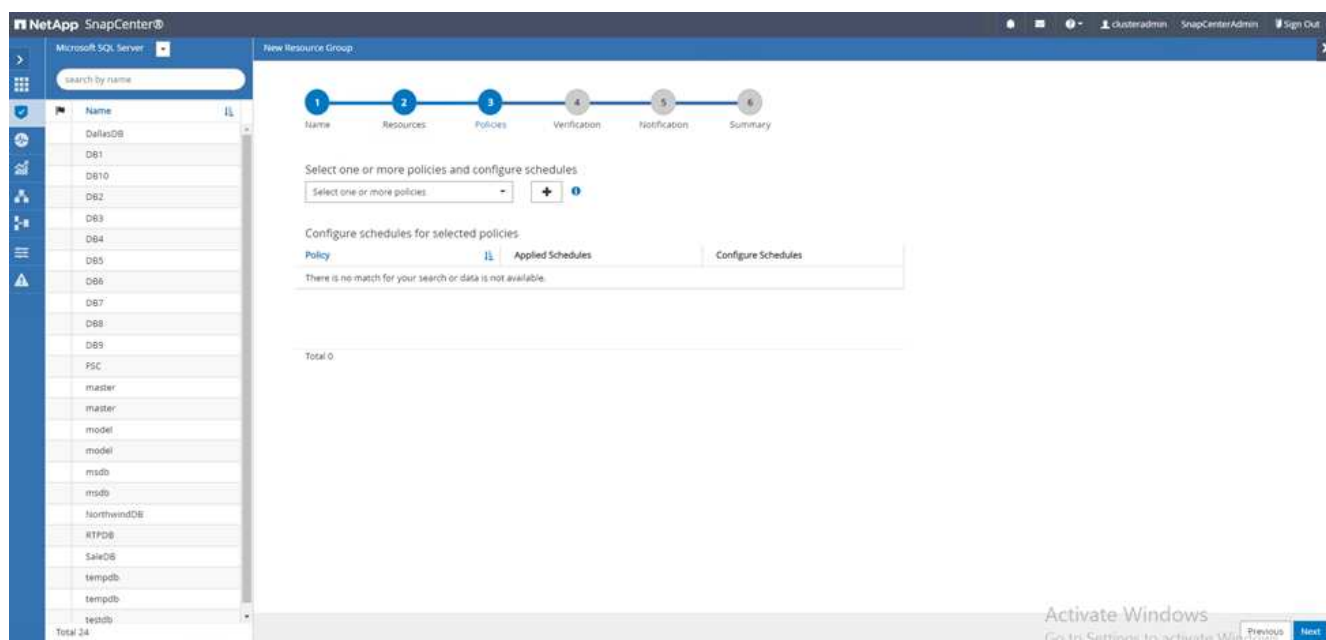 NetApp SnapCenter®
clusteradmin SnapCenterAdmin Sign Out
Microsoft SQL Server
search by name
Name
DallasDB
DB1
DB10
DB2
DB3
DB4
DB5
DB6
DB7
DB8
DB9
FSC
master
master
model
model
msdb
msdb
NorthwindDB
RTPDB
SaleDB
tempdb
tempdb
testdb
Total 24
New Resource Group
1 2 3 4 5 6
Name Resources Policies Verification Notification Summary
Select one or more policies and configure schedules
Select one or more policies
Configure schedules for selected policies
Policy Applied Schedules Configure Schedules
There is no match for your search or data is not available.
Total 0
Activate Windows
Go to Settings to activate
Previous Next